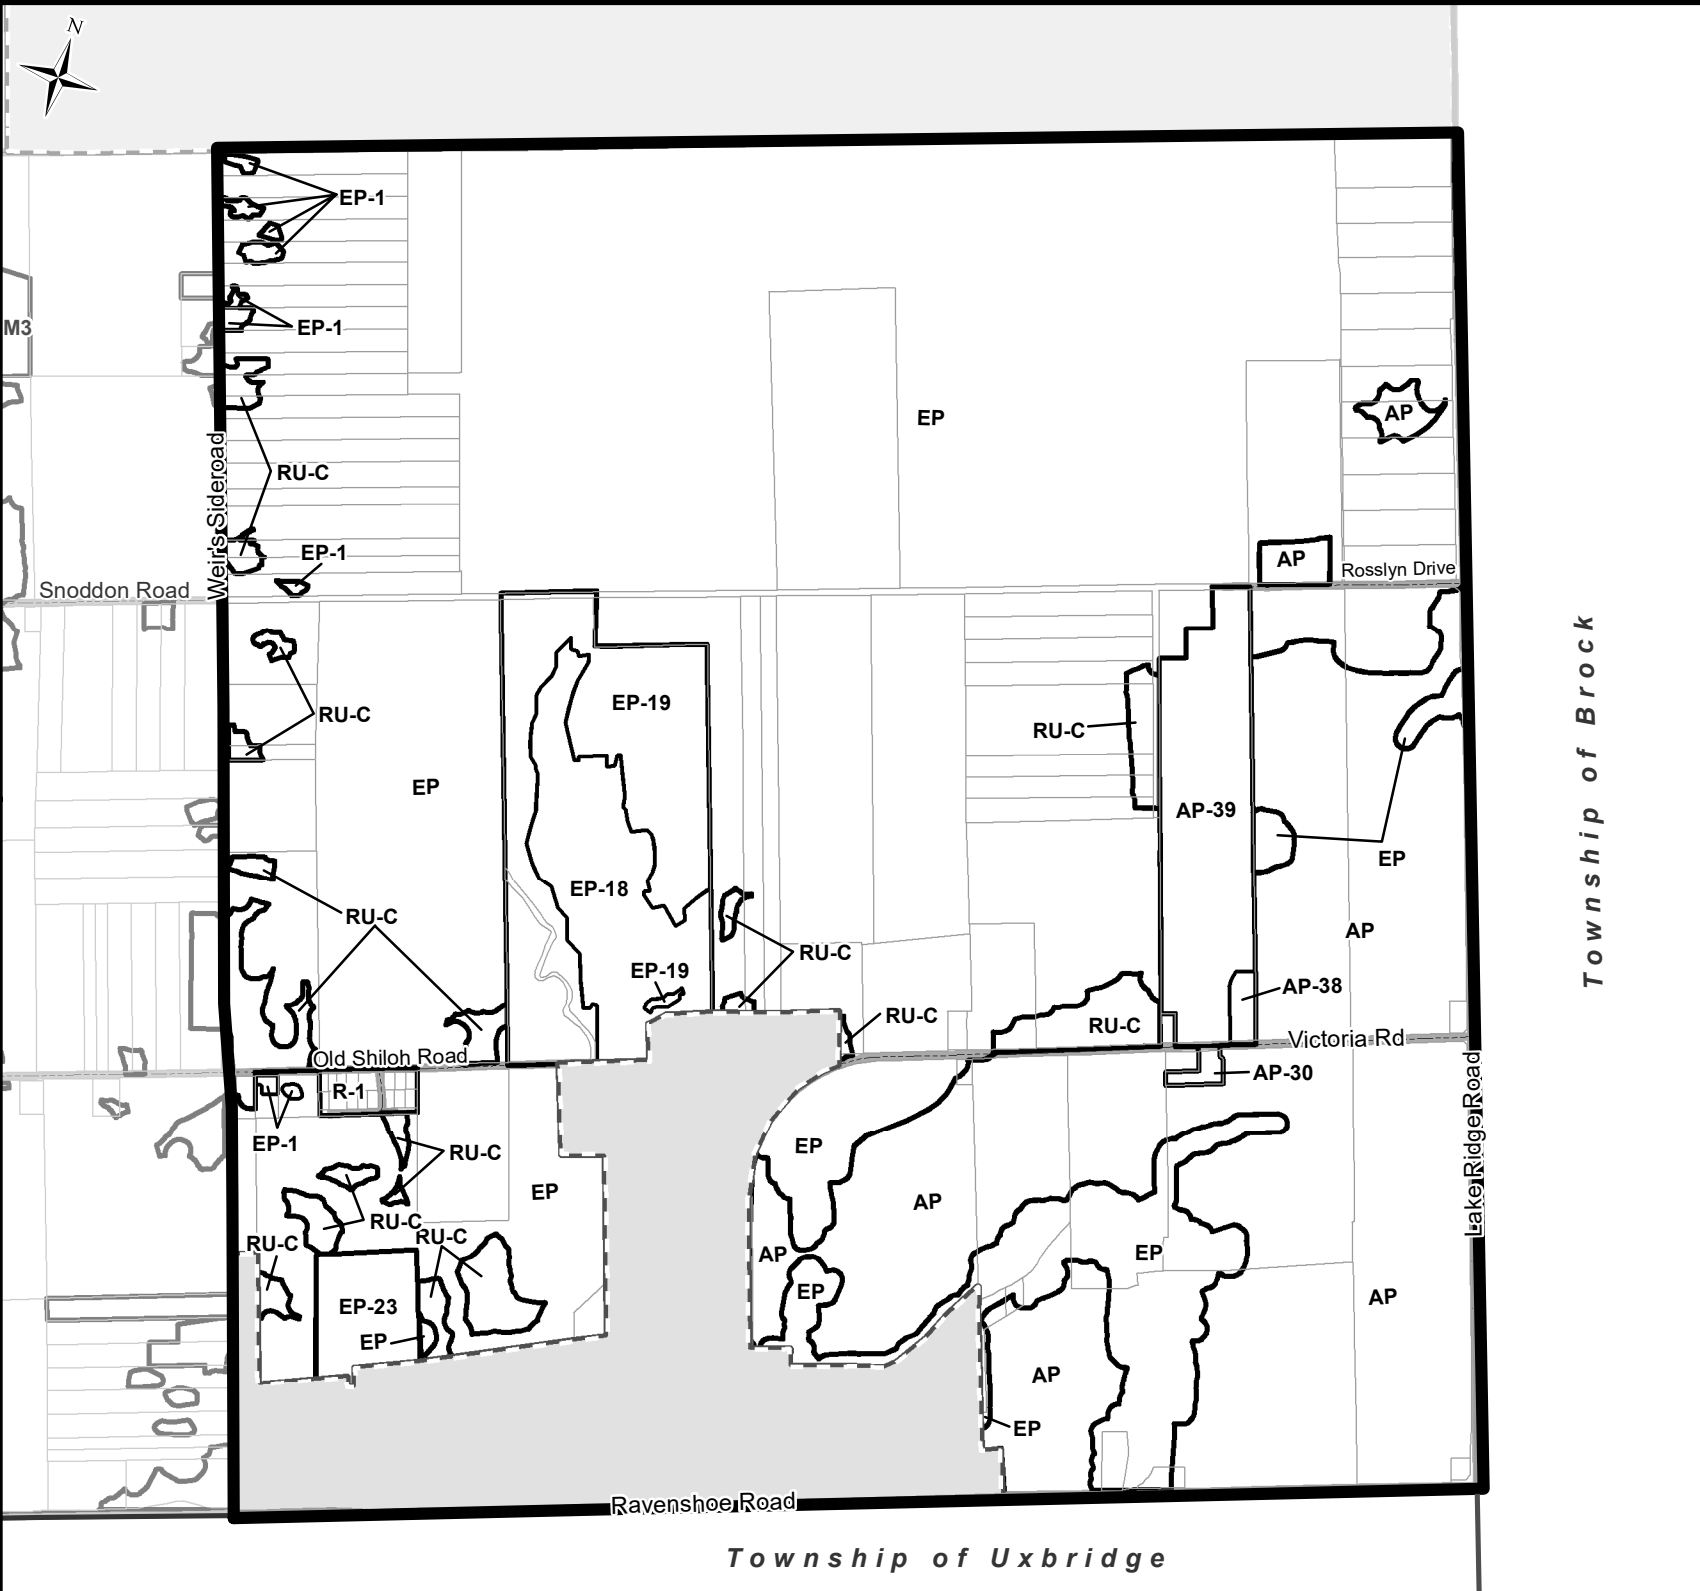 N
EP-1
EP-1
M3
EP
AP
RU-C
Weir's Sideroad
EP-1
AP
Rosslyn Drive
Snoddon Road
EP-19
RU-C
RU-C
EP
AP-39
EP
EP-18
RU-C
AP
RU-C
EP-19
AP-38
RU-C
RU-C
Victoria Rd
Old Shiloh Road
AP-30
R-1
EP-1
EP
RU-C
EP
AP
RU-C
RU-C
RU-C
AP
EP
EP
AP
EP-23
EP
AP
EP
Lake Ridge Road
Ravenshoe Road
Township of Brock
Township of Uxbridge